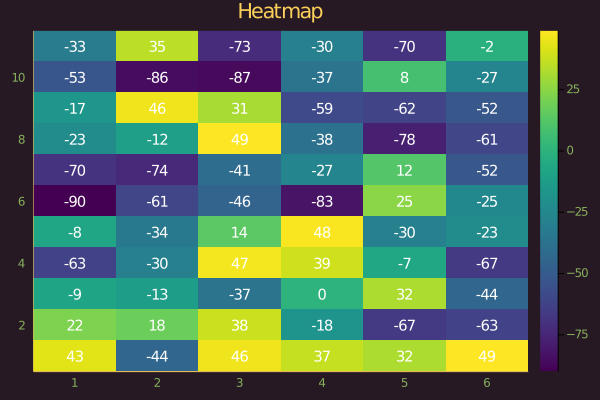 Heatmap
-33 35 -73 -30 -70 -2
10 -53 -86 -87 -37 8 -27 25
-17 46 31 -59 -62 -52
8 -23 -12 49 -38 -78 -61 0
-70 -74 -41 -27 12 -52
6 -90 -61 -46 -83 25 -25 −25
-8 -34 14 48 -30 -23
4 -63 -30 47 39 -7 -67 −50
-9 -13 -37 0 32 -44
2 22 18 38 -18 -67 -63 −75
43 -44 46 37 32 49
1 2 3 4 5 6